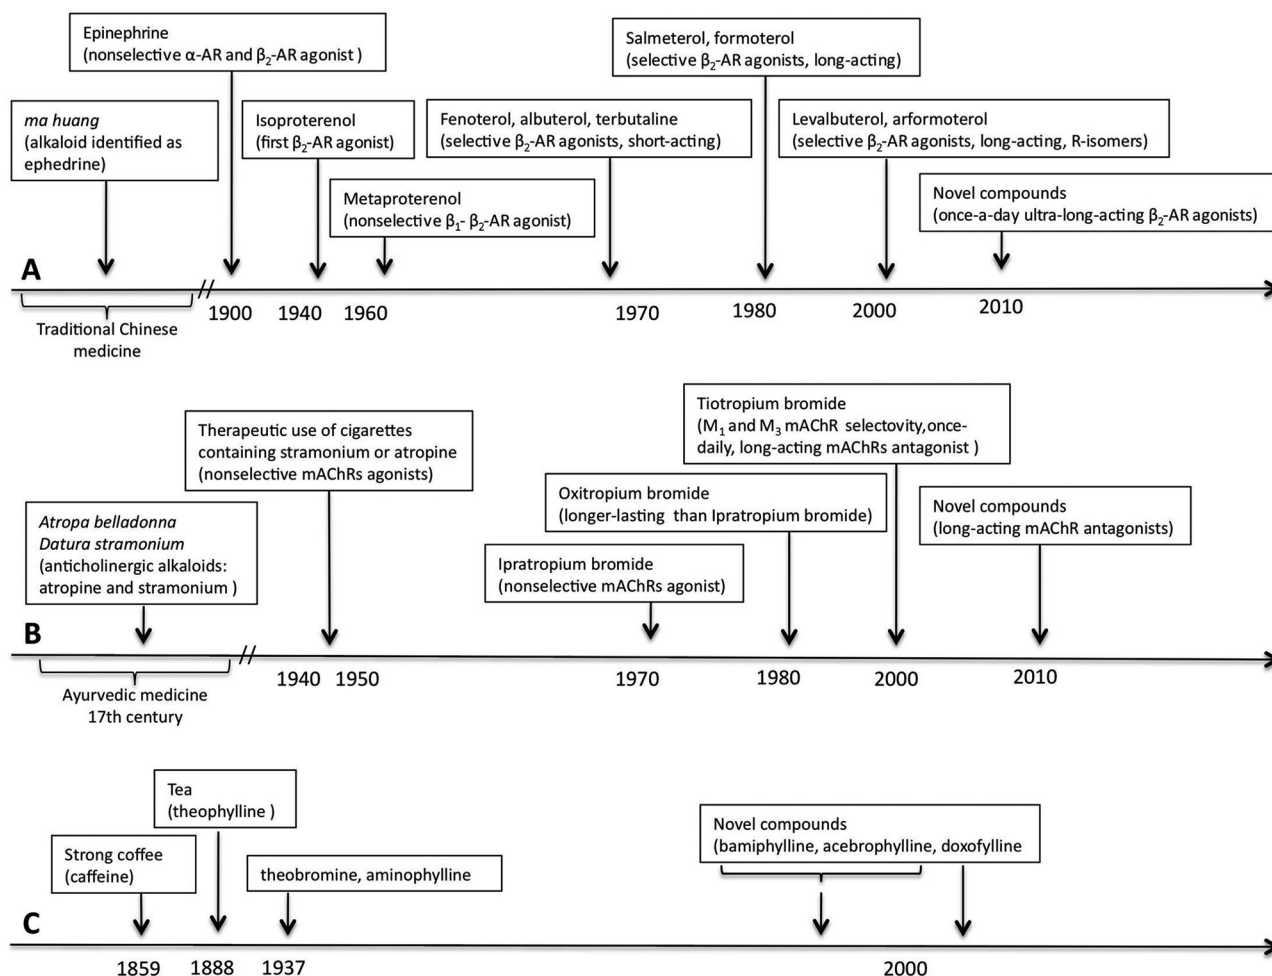 Epinephrine
(nonselective α-AR and β₂-AR agonist )
Salmeterol, formoterol
(selective β₂-AR agonists, long-acting)
ma huang
(alkaloid identified as
ephedrine)
Isoproterenol
(first β₂-AR agonist)
Fenoterol, albuterol, terbutaline
(selective β₂-AR agonists, short-acting)
Levalbuterol, arformoterol
(selective β₂-AR agonists, long-acting, R-isomers)
Metaproterenol
(nonselective β₁- β₂-AR agonist)
Novel compounds
(once-a-day ultra-long-acting β₂-AR agonists)
A
1900 1940 1960 1970 1980 2000 2010
Traditional Chinese
medicine
Tiotropium bromide
(M₁ and M₃ mAChR selectovity,once-
daily, long-acting mAChRs antagonist )
Therapeutic use of cigarettes
containing stramonium or atropine
(nonselective mAChRs agonists)
Oxitropium bromide
(longer-lasting than Ipratropium bromide)
Novel compounds
(long-acting mAChR antagonists)
Atropa belladonna
Datura stramonium
(anticholinergic alkaloids:
atropine and stramonium )
Ipratropium bromide
(nonselective mAChRs agonist)
B
1940 1950 1970 1980 2000 2010
Ayurvedic medicine
17th century
Tea
(theophylline )
Novel compounds
(bamiphylline, acebrophylline, doxofylline
Strong coffee
(caffeine)
theobromine, aminophylline
C
1859 1888 1937 2000